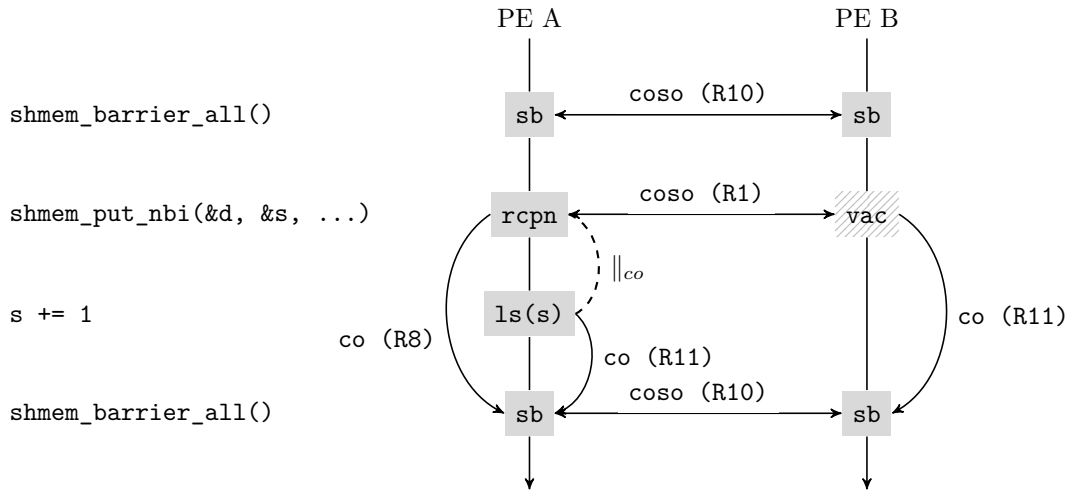 PE A PE B
shmem_barrier_all() sb coso (R10) sb
shmem_put_nbi(&d, &s, ...) rcpn coso (R1) vac
∥co
s += 1 ls(s) co (R11)
co (R8) co (R11)
shmem_barrier_all() sb coso (R10) sb